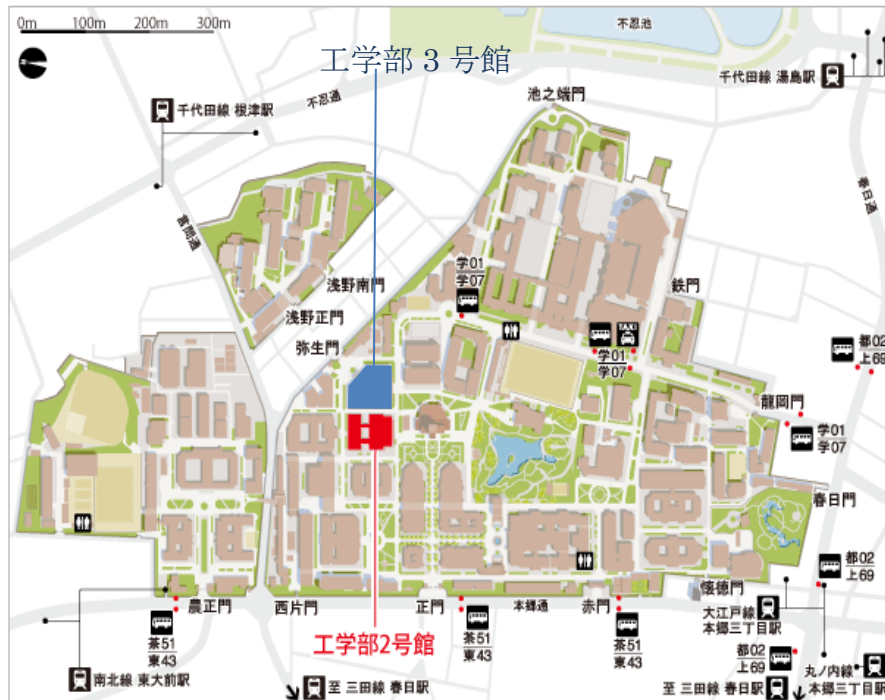 0m 100m 200m 300m
不忍池
工学部 3 号館
千代田線 湯島駅
池之端門
不忍通
千代田線 根津駅
春日通
言問通
学01
学07
鉄門
浅野南門
浅野正門
弥生門
TAXI
学01
学07
都02
上69
龍岡門
学01
学07
春日門
都02
上69
懐徳門
農正門
西片門
正門
本郷通
赤門
大江戸線
本郷三丁目駅
茶51
東43
工学部2号館
茶51
東43
茶51
東43
都02
上69
丸ノ内線
本郷三丁目駅
南北線 東大前駅
至 三田線 春日駅
至 三田線 春日駅